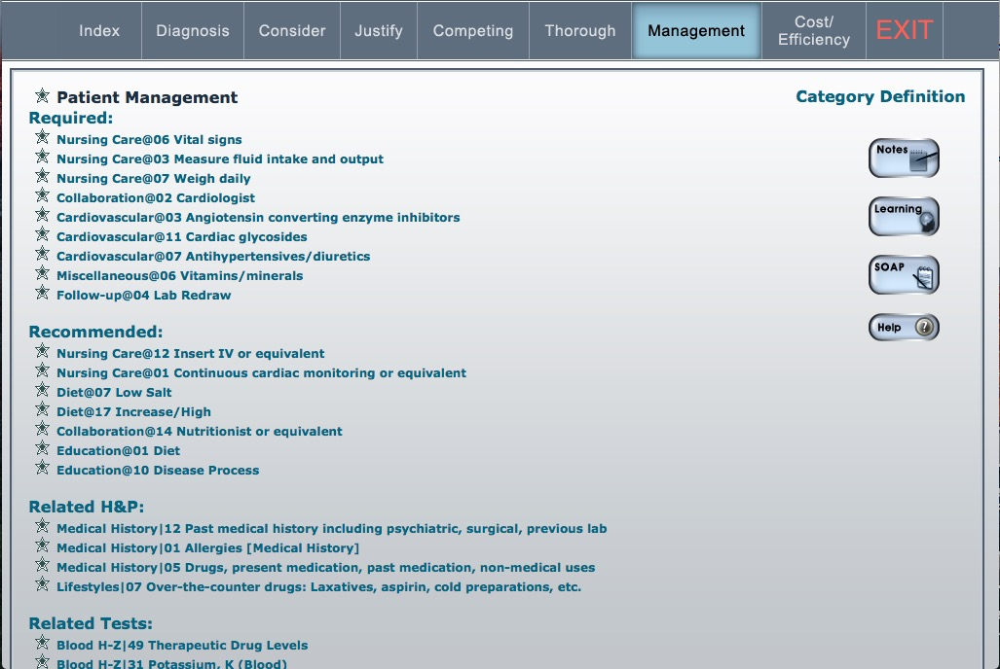 Index
Diagnosis
Consider
Justify
Competing
Thorough
Management
Cost/
Efficiency
EXIT
Patient Management
Category Definition
Required:
Nursing Care@06 Vital signs
Nursing Care@03 Measure fluid intake and output
Nursing Care@07 Weigh daily
Collaboration@02 Cardiologist
Cardiovascular@03 Angiotensin converting enzyme inhibitors
Cardiovascular@11 Cardiac glycosides
Cardiovascular@07 Antihypertensives/diuretics
Miscellaneous@06 Vitamins/minerals
Follow-up@04 Lab Redraw
Notes
Learning
SOAP
Help
Recommended:
Nursing Care@12 Insert IV or equivalent
Nursing Care@01 Continuous cardiac monitoring or equivalent
Diet@07 Low Salt
Diet@17 Increase/High
Collaboration@14 Nutritionist or equivalent
Education@01 Diet
Education@10 Disease Process
Related H&P:
Medical History|12 Past medical history including psychiatric, surgical, previous lab
Medical History|01 Allergies [Medical History]
Medical History|05 Drugs, present medication, past medication, non-medical uses
Lifestyles|07 Over-the-counter drugs: Laxatives, aspirin, cold preparations, etc.
Related Tests:
Blood H-Z|49 Therapeutic Drug Levels
Blood H-Z|31 Potassium, K (Blood)